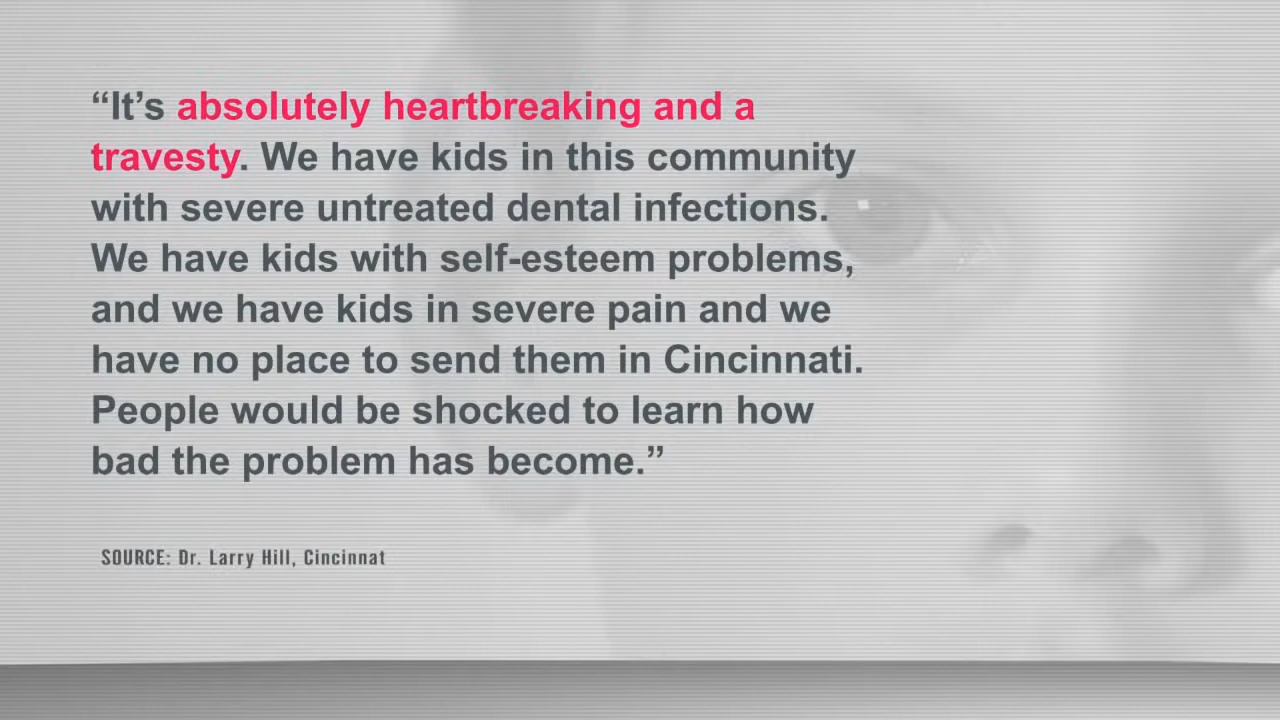 “It’s absolutely heartbreaking and a
travesty. We have kids in this community
with severe untreated dental infections.
We have kids with self-esteem problems,
and we have kids in severe pain and we
have no place to send them in Cincinnati.
People would be shocked to learn how
bad the problem has become.”
SOURCE: Dr. Larry Hill, Cincinnat